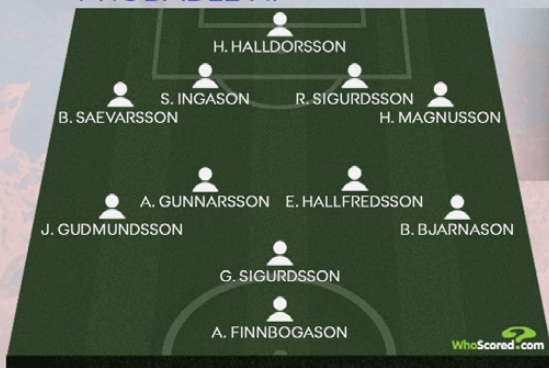 H. HALLDORSSON
S. INGASON
R. SIGURDSSON
B. SAEVARSSON
H. MAGNUSSON
A. GUNNARSSON
E. HALLFREDSSON
J. GUDMUNDSSON
B. BJARNASON
G. SIGURDSSON
A. FINNBOGASON
WhoScored.com